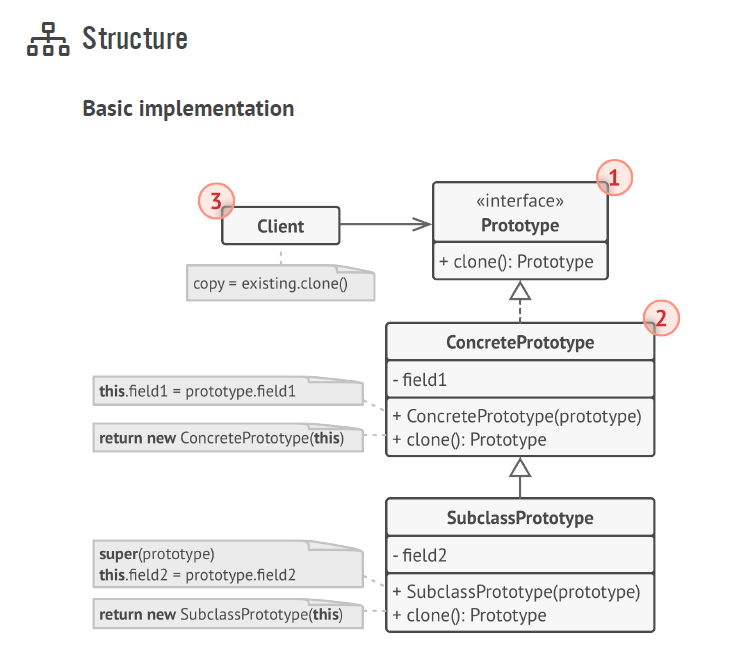 Structure
Basic implementation
1
3
«interface»
Prototype
Client
+ clone(): Prototype
copy = existing.clone()
2
ConcretePrototype
- field1
this.field1 = prototype.field1
+ ConcretePrototype(prototype)
return new ConcretePrototype(this)
+ clone(): Prototype
SubclassPrototype
- field2
super(prototype)
this.field2 = prototype.field2
+ SubclassPrototype(prototype)
return new SubclassPrototype(this)
+ clone(): Prototype